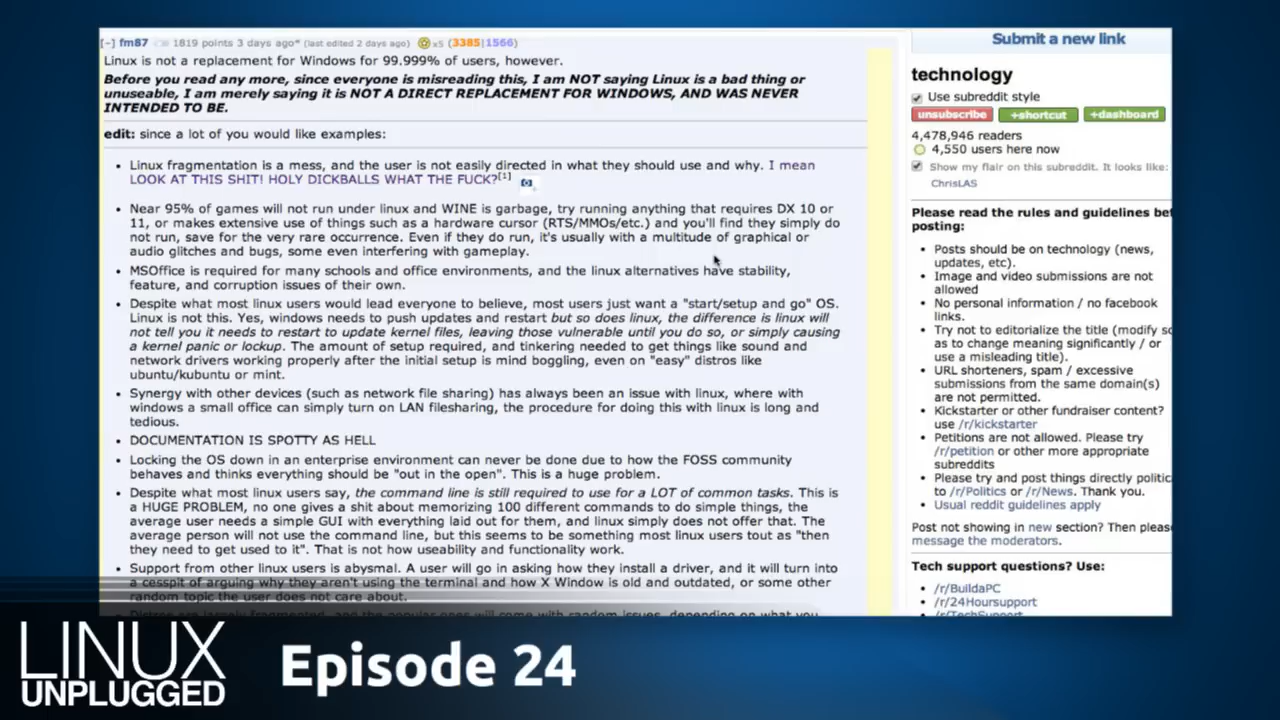 [-] fm87 1819 points 3 days ago* (last edited 2 days ago) x5 (3385|1566)
Linux is not a replacement for Windows for 99.999% of users, however.
Before you read any more, since everyone is misreading this, I am NOT saying Linux is a bad thing or
unuseable, I am merely saying it is NOT A DIRECT REPLACEMENT FOR WINDOWS, AND WAS NEVER
INTENDED TO BE.
edit: since a lot of you would like examples:
• Linux fragmentation is a mess, and the user is not easily directed in what they should use and why. I mean
LOOK AT THIS SHIT! HOLY DICKBALLS WHAT THE FUCK?[1]
• Near 95% of games will not run under linux and WINE is garbage, try running anything that requires DX 10 or
11, or makes extensive use of things such as a hardware cursor (RTS/MMOs/etc.) and you'll find they simply do
not run, save for the very rare occurrence. Even if they do run, it's usually with a multitude of graphical or
audio glitches and bugs, some even interfering with gameplay.
• MSOffice is required for many schools and office environments, and the linux alternatives have stability,
feature, and corruption issues of their own.
• Despite what most linux users would lead everyone to believe, most users just want a "start/setup and go" OS.
Linux is not this. Yes, windows needs to push updates and restart but so does linux, the difference is linux will
not tell you it needs to restart to update kernel files, leaving those vulnerable until you do so, or simply causing
a kernel panic or lockup. The amount of setup required, and tinkering needed to get things like sound and
network drivers working properly after the initial setup is mind boggling, even on "easy" distros like
ubuntu/kubuntu or mint.
• Synergy with other devices (such as network file sharing) has always been an issue with linux, where with
windows a small office can simply turn on LAN filesharing, the procedure for doing this with linux is long and
tedious.
• DOCUMENTATION IS SPOTTY AS HELL
• Locking the OS down in an enterprise environment can never be done due to how the FOSS community
behaves and thinks everything should be "out in the open". This is a huge problem.
• Despite what most linux users say, the command line is still required to use for a LOT of common tasks. This is
a HUGE PROBLEM, no one gives a shit about memorizing 100 different commands to do simple things, the
average user needs a simple GUI with everything laid out for them, and linux simply does not offer that. The
average person will not use the command line, but this seems to be something most linux users tout as "then
they need to get used to it". That is not how useability and functionality work.
• Support from other linux users is abysmal. A user will go in asking how they install a driver, and it will turn into
a cesspit of arguing why they aren't using the terminal and how X Window is old and outdated, or some other
random topic the user does not care about.
• Distros are largely fragmented, and the popular ones will come with random issues, depending on what you
Submit a new link
technology
Use subreddit style
unsubscribe +shortcut +dashboard
4,478,946 readers
4,550 users here now
Show my flair on this subreddit. It looks like:
ChrisLAS
Please read the rules and guidelines bef
posting:
• Posts should be on technology (news,
updates, etc).
• Image and video submissions are not
allowed
• No personal information / no facebook
links.
• Try not to editorialize the title (modify so
as to change meaning significantly / or
use a misleading title).
• URL shorteners, spam / excessive
submissions from the same domain(s)
are not permitted.
• Kickstarter or other fundraiser content?
use /r/kickstarter
• Petitions are not allowed. Please try
/r/petition or other more appropriate
subreddits
• Please try and post things directly politic
to /r/Politics or /r/News. Thank you.
• Usual reddit guidelines apply
Post not showing in new section? Then please
message the moderators.
Tech support questions? Use:
• /r/BuildaPC
• /r/24Hoursupport
• /r/TechSupport
LINUX
UNPLUGGED
Episode 24